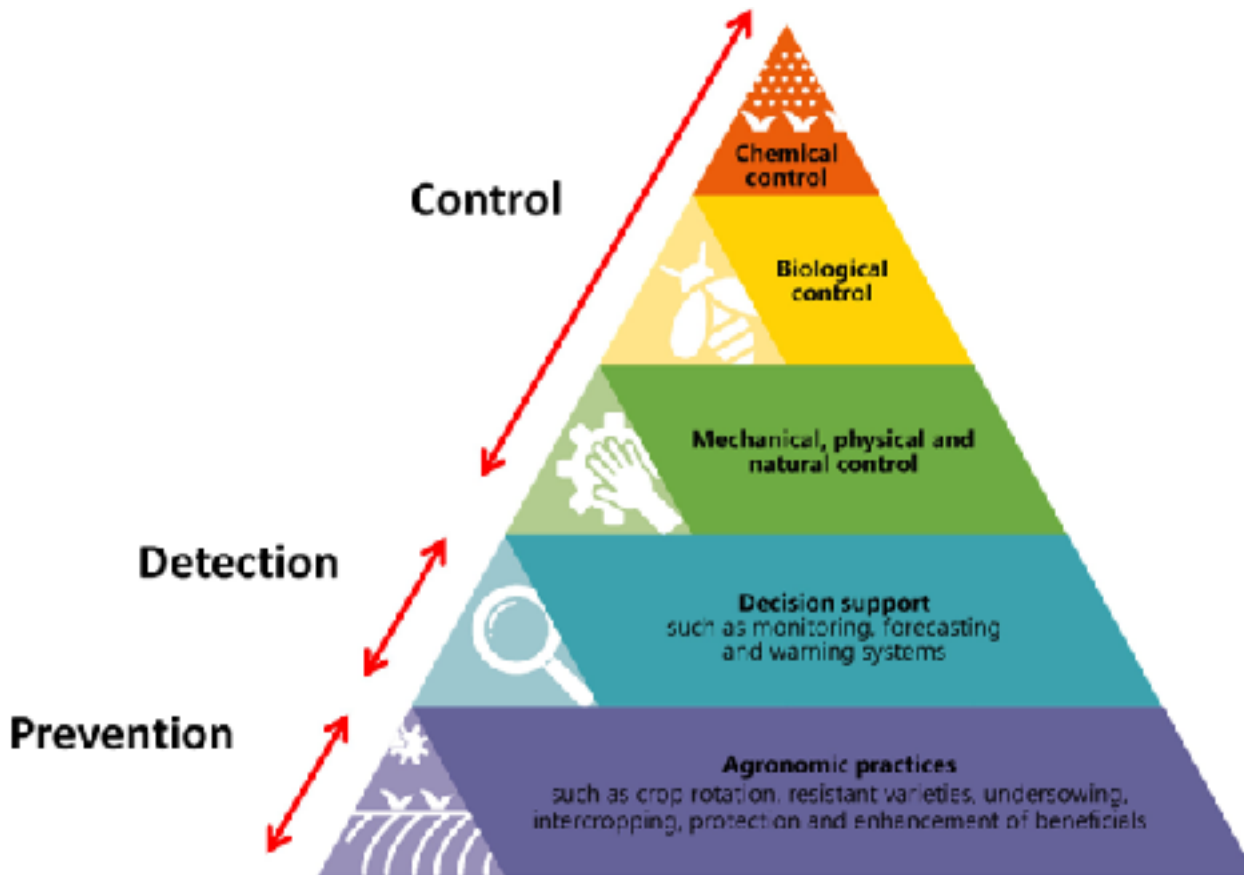 Control
Chemical
control
Biological
control
Mechanical, physical and
natural control
Detection
Decision support
such as monitoring, forecasting
and warning systems
Prevention
Agronomic practices
such as crop rotation, resistant varieties, undersowing,
intercropping, protection and enhancement of beneficials